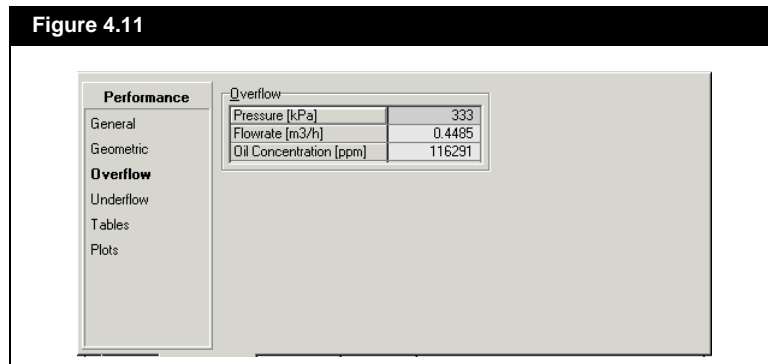 Figure 4.11
Performance
General
Geometric
Overflow
Underflow
Tables
Plots
Overflow
Pressure [kPa] 333
Flowrate [m3/h] 0.4485
Oil Concentration [ppm] 116291